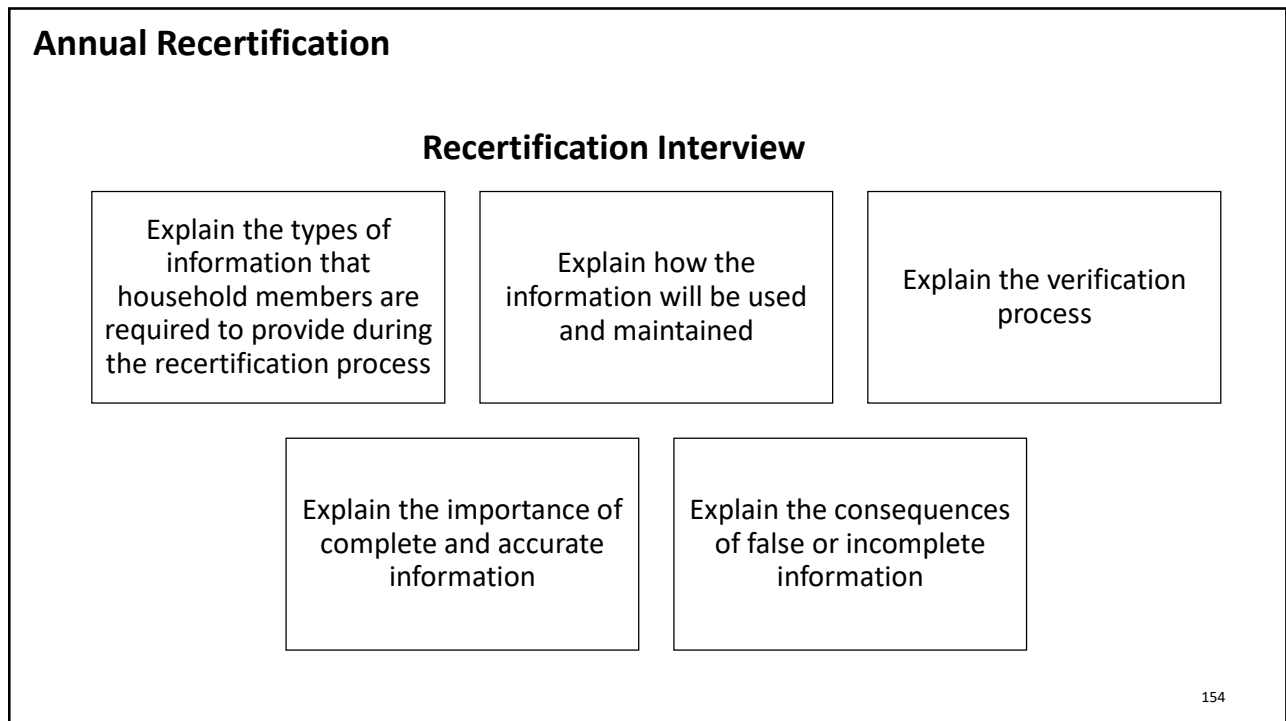 Annual Recertification
Recertification Interview
Explain the types of
information that
household members are
required to provide during
the recertification process
Explain how the
information will be used
and maintained
Explain the verification
process
Explain the importance of
complete and accurate
information
Explain the consequences
of false or incomplete
information
154